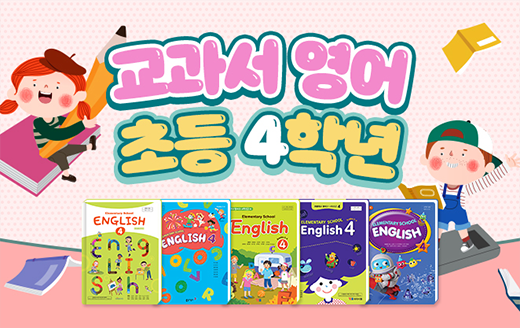 교과서 영어
초등 4학년
Elementary School
ENGLISH
4
English
ENGLISH 4
COLORS
Elementary School
English
4
ELEMENTARY SCHOOL
English 4
ELEMENTARY SCHOOL
ENGLISH
4